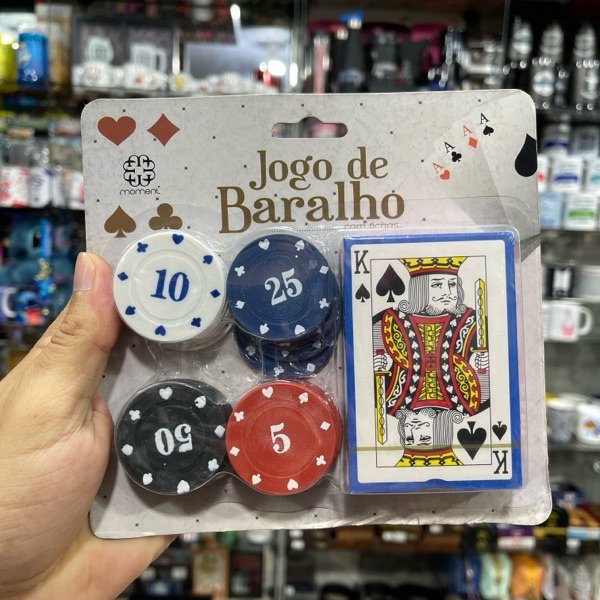 Jogo de
Baralho
com fichas
moment
A
A
A
A
10
25
50
5
K
K